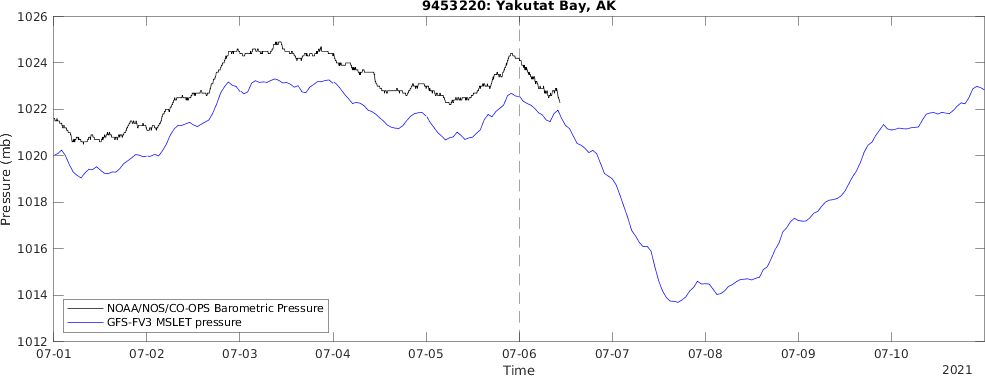 9453220: Yakutat Bay, AK
1026
1024
1022
1020
1018
1016
1014
1012
Pressure (mb)
NOAA/NOS/CO-OPS Barometric Pressure
GFS-FV3 MSLET pressure
07-01 07-02 07-03 07-04 07-05 07-06 07-07 07-08 07-09 07-10
Time
2021